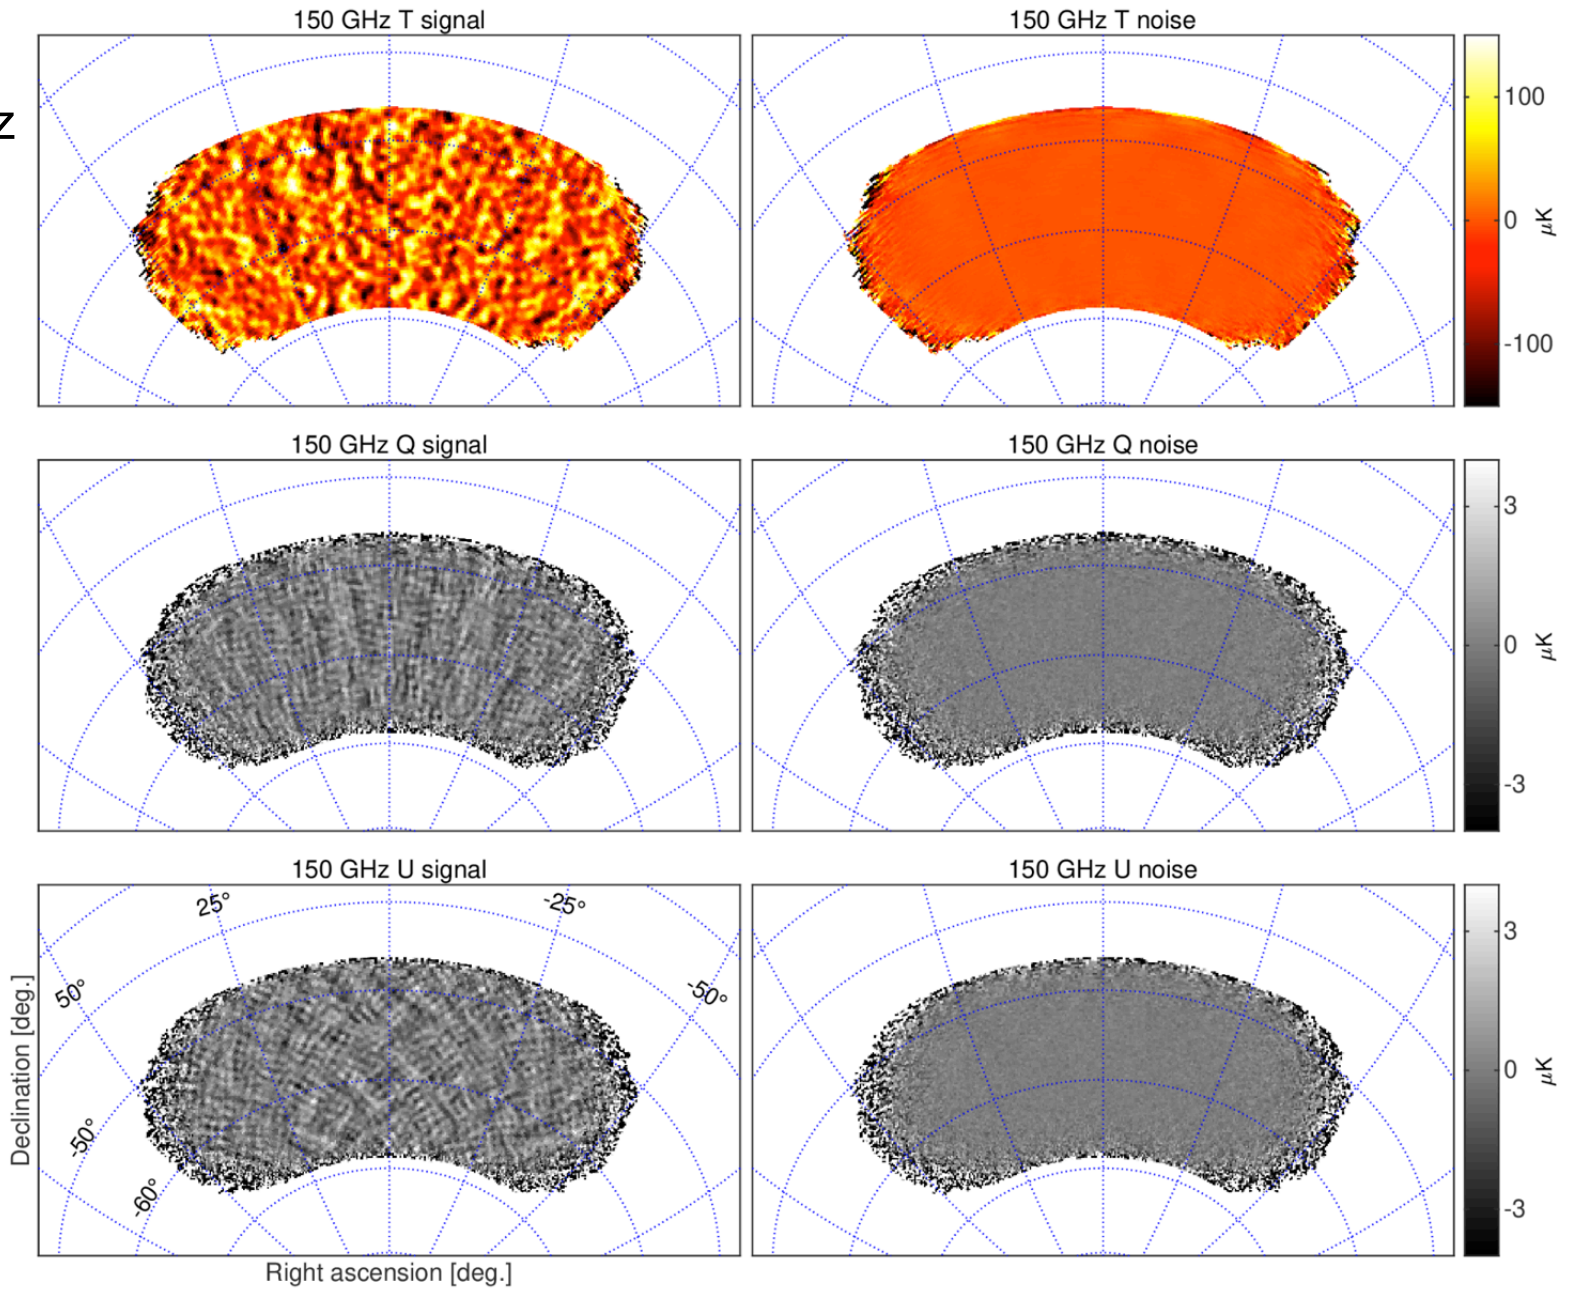 150 GHz T signal
150 GHz T noise
z
100
0
-100
μK
150 GHz Q signal
150 GHz Q noise
3
0
-3
μK
150 GHz U signal
150 GHz U noise
25°
-25°
50°
-50°
-50°
-60°
3
0
-3
μK
Declination [deg.]
Right ascension [deg.]